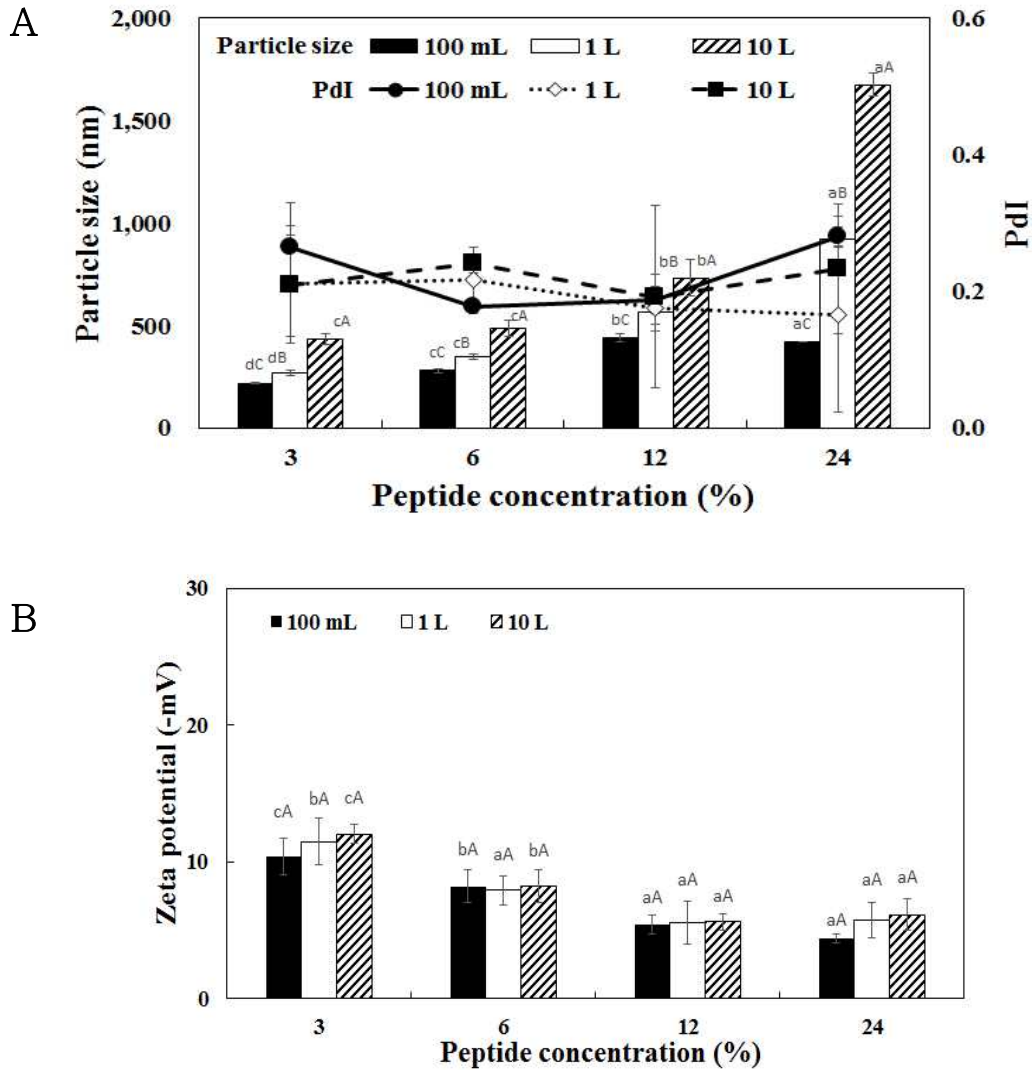 A
2,000
1,500
1,000
500
0
Particle size (nm)
Particle size 100 mL 1 L 10 L
PdI 100 mL 1 L 10 L
0.6
0.4
0.2
0.0
PdI
dC dB cA
cC cB cA
bC bB bA
aC aB aA
3 6 12 24
Peptide concentration (%)
B
30
20
10
0
Zeta potential (-mV)
100 mL 1 L 10 L
cA bA cA
bA aA bA
aA aA aA
aA aA aA
3 6 12 24
Peptide concentration (%)